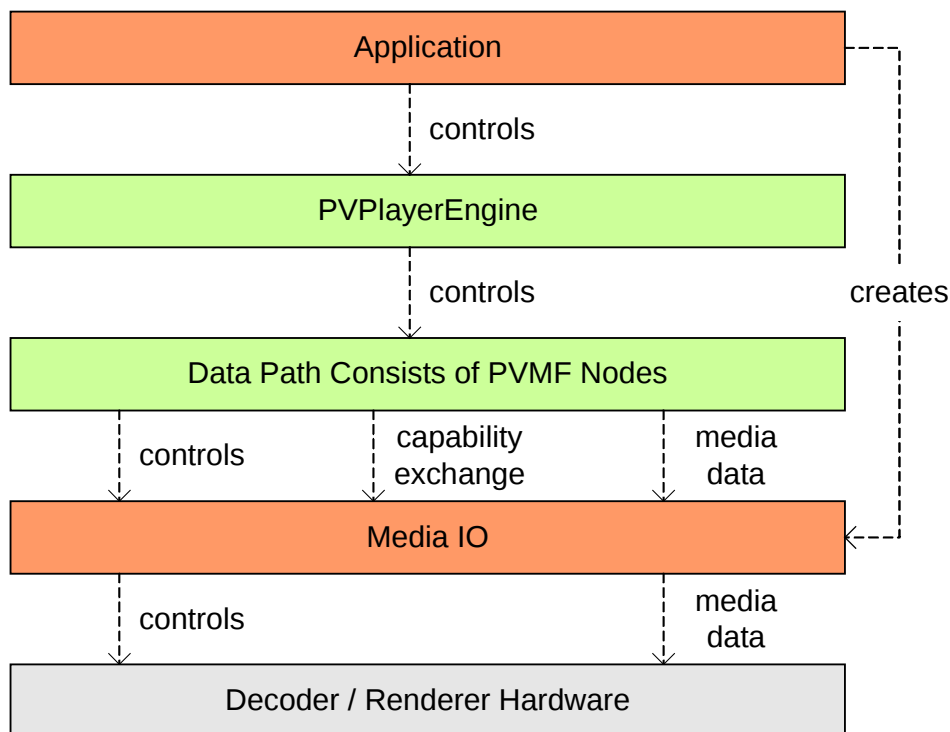 Application
controls
PVPlayerEngine
controls
creates
Data Path Consists of PVMF Nodes
controls
capability
exchange
media
data
Media IO
controls
media
data
Decoder / Renderer Hardware